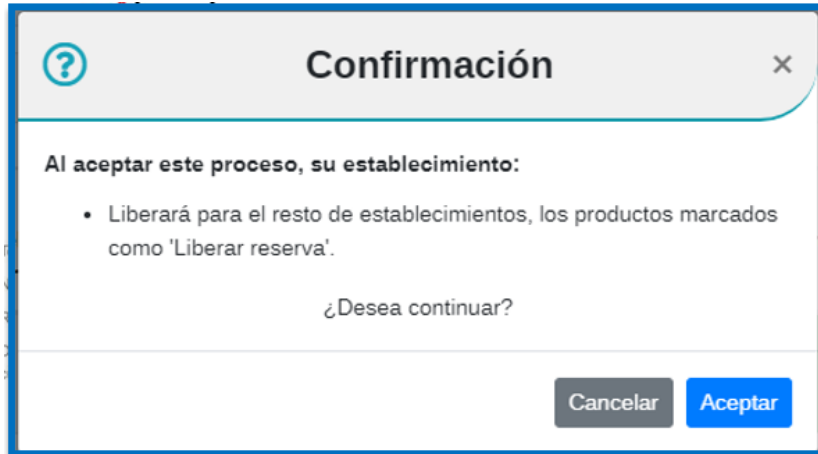 Confirmación
×
Al aceptar este proceso, su establecimiento:
• Liberará para el resto de establecimientos, los productos marcados
como 'Liberar reserva'.
¿Desea continuar?
Cancelar Aceptar